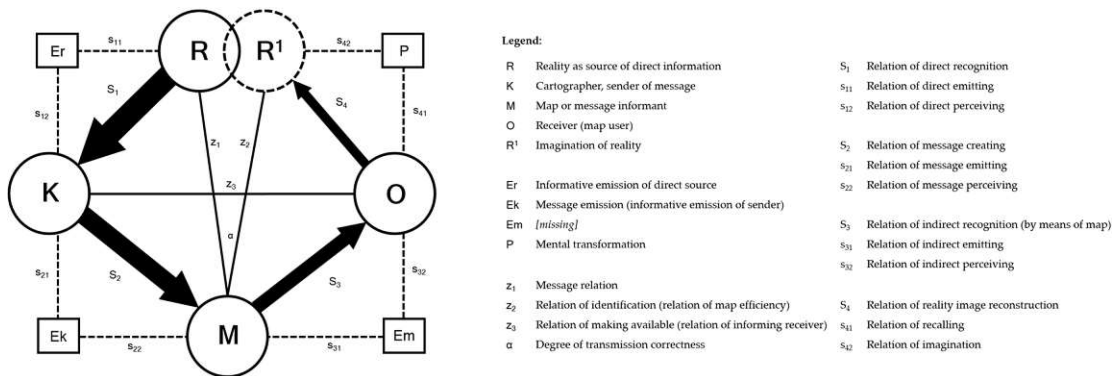 Er
s₁₁
R
R¹
s₄₂
P
S₁
S₄
s₁₂
s₄₁
z₁
z₂
K
z₃
O
α
s₂₁
S₂
S₃
s₃₂
Ek
s₂₂
M
s₃₁
Em
Legend:
R Reality as source of direct information
K Cartographer, sender of message
M Map or message informant
O Receiver (map user)
R¹ Imagination of reality
Er Informative emission of direct source
Ek Message emission (informative emission of sender)
Em [missing]
P Mental transformation
z₁ Message relation
z₂ Relation of identification (relation of map efficiency)
z₃ Relation of making available (relation of informing receiver)
α Degree of transmission correctness
S₁ Relation of direct recognition
s₁₁ Relation of direct emitting
s₁₂ Relation of direct perceiving
S₂ Relation of message creating
s₂₁ Relation of message emitting
s₂₂ Relation of message perceiving
S₃ Relation of indirect recognition (by means of map)
s₃₁ Relation of indirect emitting
s₃₂ Relation of indirect perceiving
S₄ Relation of reality image reconstruction
s₄₁ Relation of recalling
s₄₂ Relation of imagination